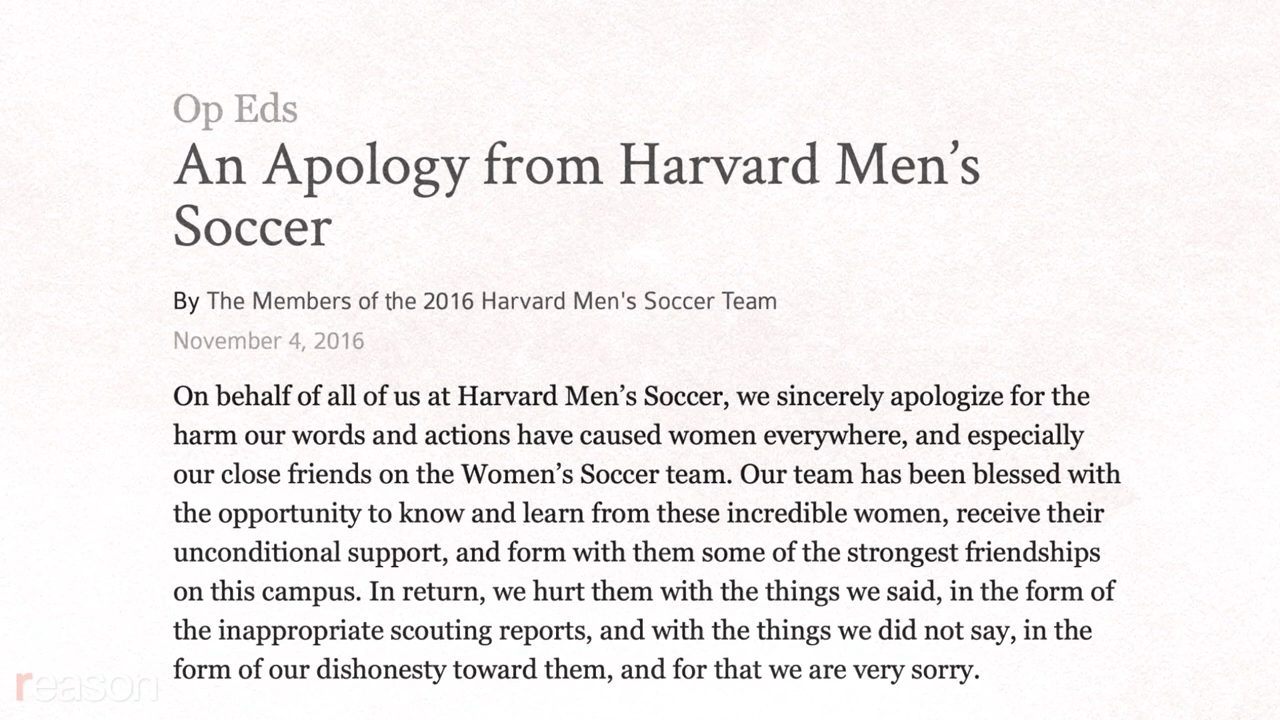 Op Eds
An Apology from Harvard Men’s
Soccer
By The Members of the 2016 Harvard Men's Soccer Team
November 4, 2016
On behalf of all of us at Harvard Men’s Soccer, we sincerely apologize for the
harm our words and actions have caused women everywhere, and especially
our close friends on the Women’s Soccer team. Our team has been blessed with
the opportunity to know and learn from these incredible women, receive their
unconditional support, and form with them some of the strongest friendships
on this campus. In return, we hurt them with the things we said, in the form of
the inappropriate scouting reports, and with the things we did not say, in the
form of our dishonesty toward them, and for that we are very sorry.
reason